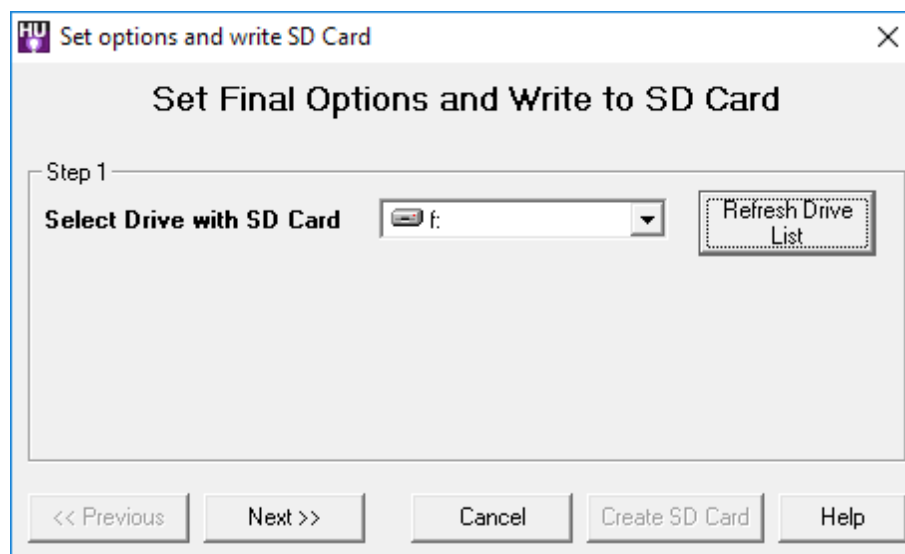 HU Set options and write SD Card
Set Final Options and Write to SD Card
Step 1
Select Drive with SD Card
f:
Refresh Drive
List
<< Previous
Next >>
Cancel
Create SD Card
Help